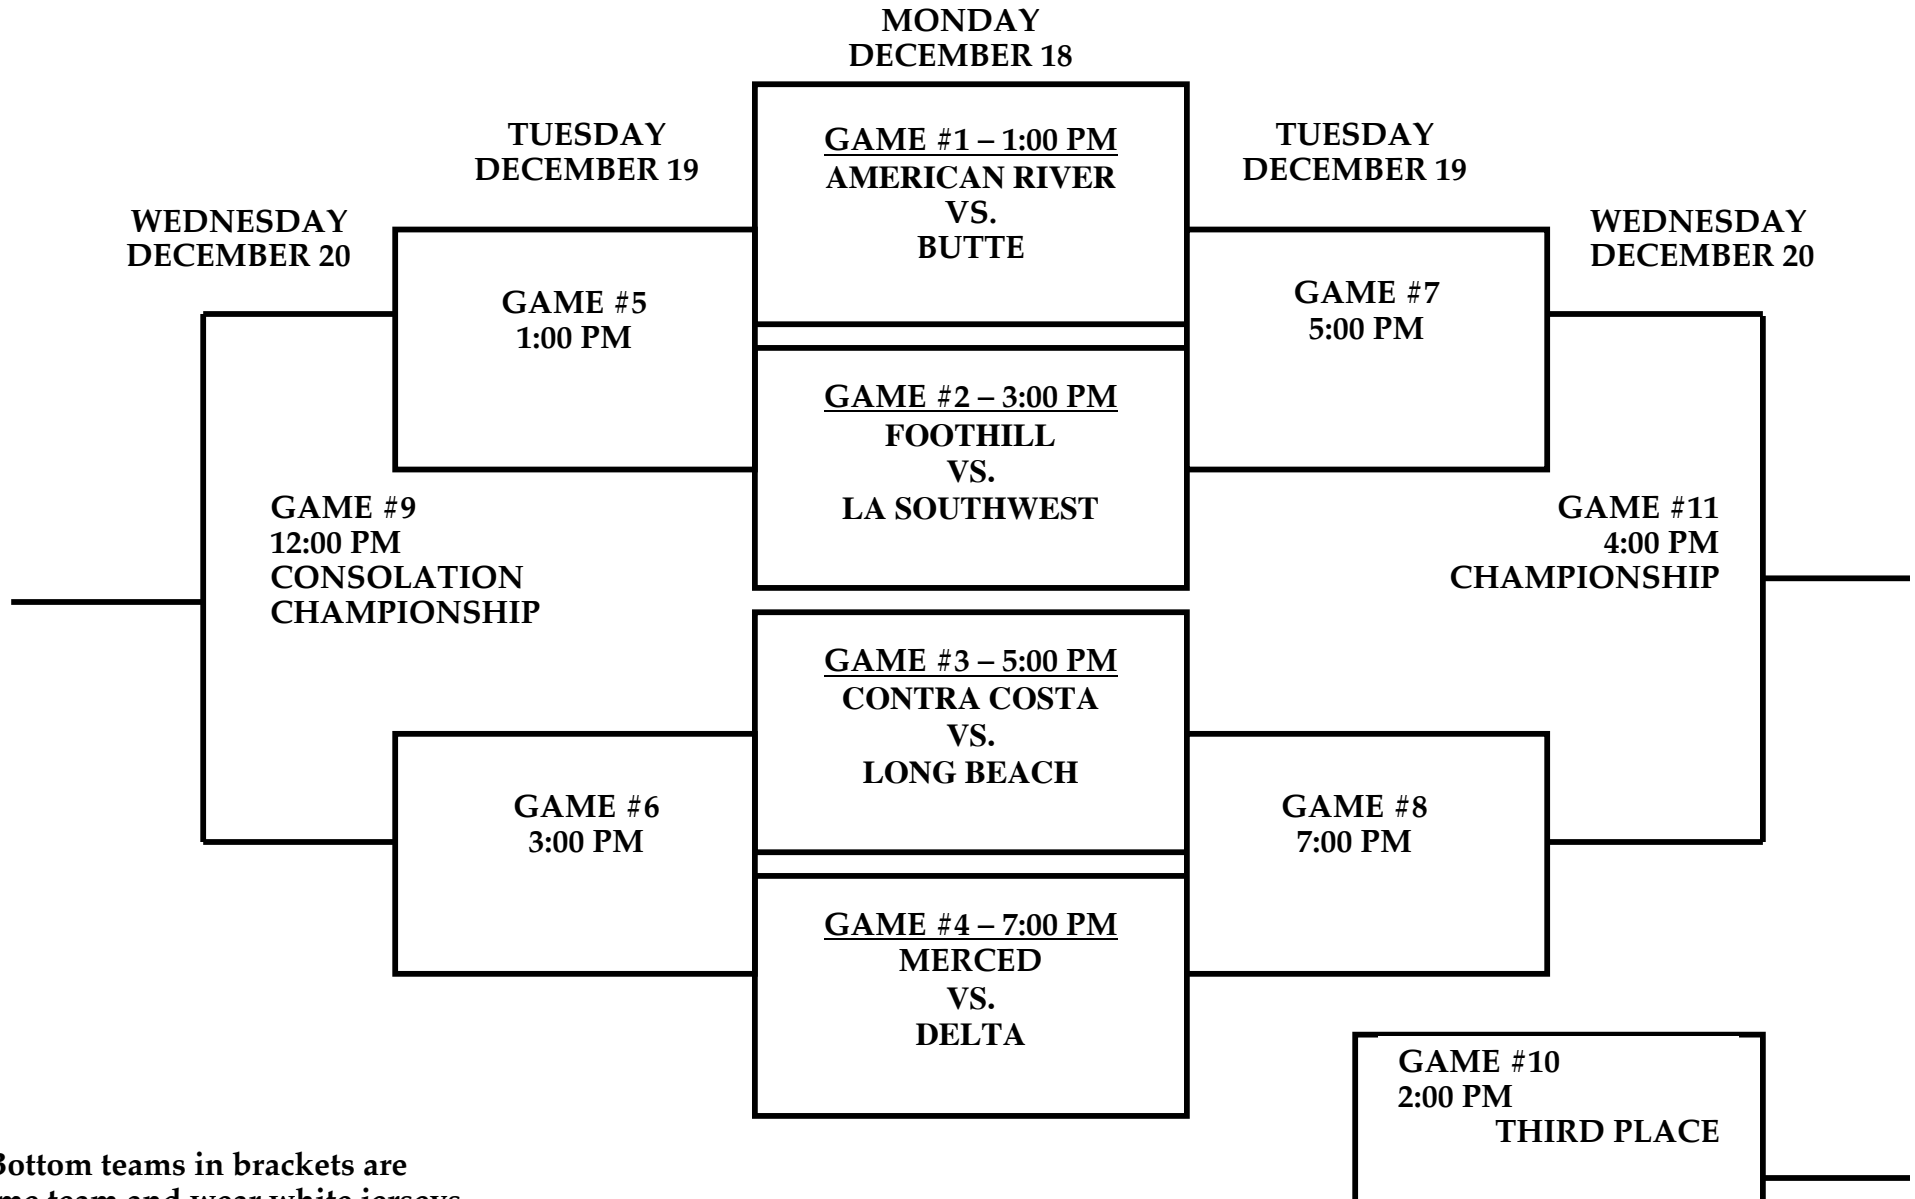 MONDAY
DECEMBER 18
TUESDAY
DECEMBER 19
TUESDAY
DECEMBER 19
WEDNESDAY
DECEMBER 20
WEDNESDAY
DECEMBER 20
GAME #1 – 1:00 PM
AMERICAN RIVER
VS.
BUTTE
GAME #5
1:00 PM
GAME #7
5:00 PM
GAME #2 – 3:00 PM
FOOTHILL
VS.
LA SOUTHWEST
GAME #9
12:00 PM
CONSOLATION
CHAMPIONSHIP
GAME #11
4:00 PM
CHAMPIONSHIP
GAME #3 – 5:00 PM
CONTRA COSTA
VS.
LONG BEACH
GAME #6
3:00 PM
GAME #8
7:00 PM
GAME #4 – 7:00 PM
MERCED
VS.
DELTA
GAME #10
2:00 PM
THIRD PLACE
Bottom teams in brackets are
team and wear white jerseys